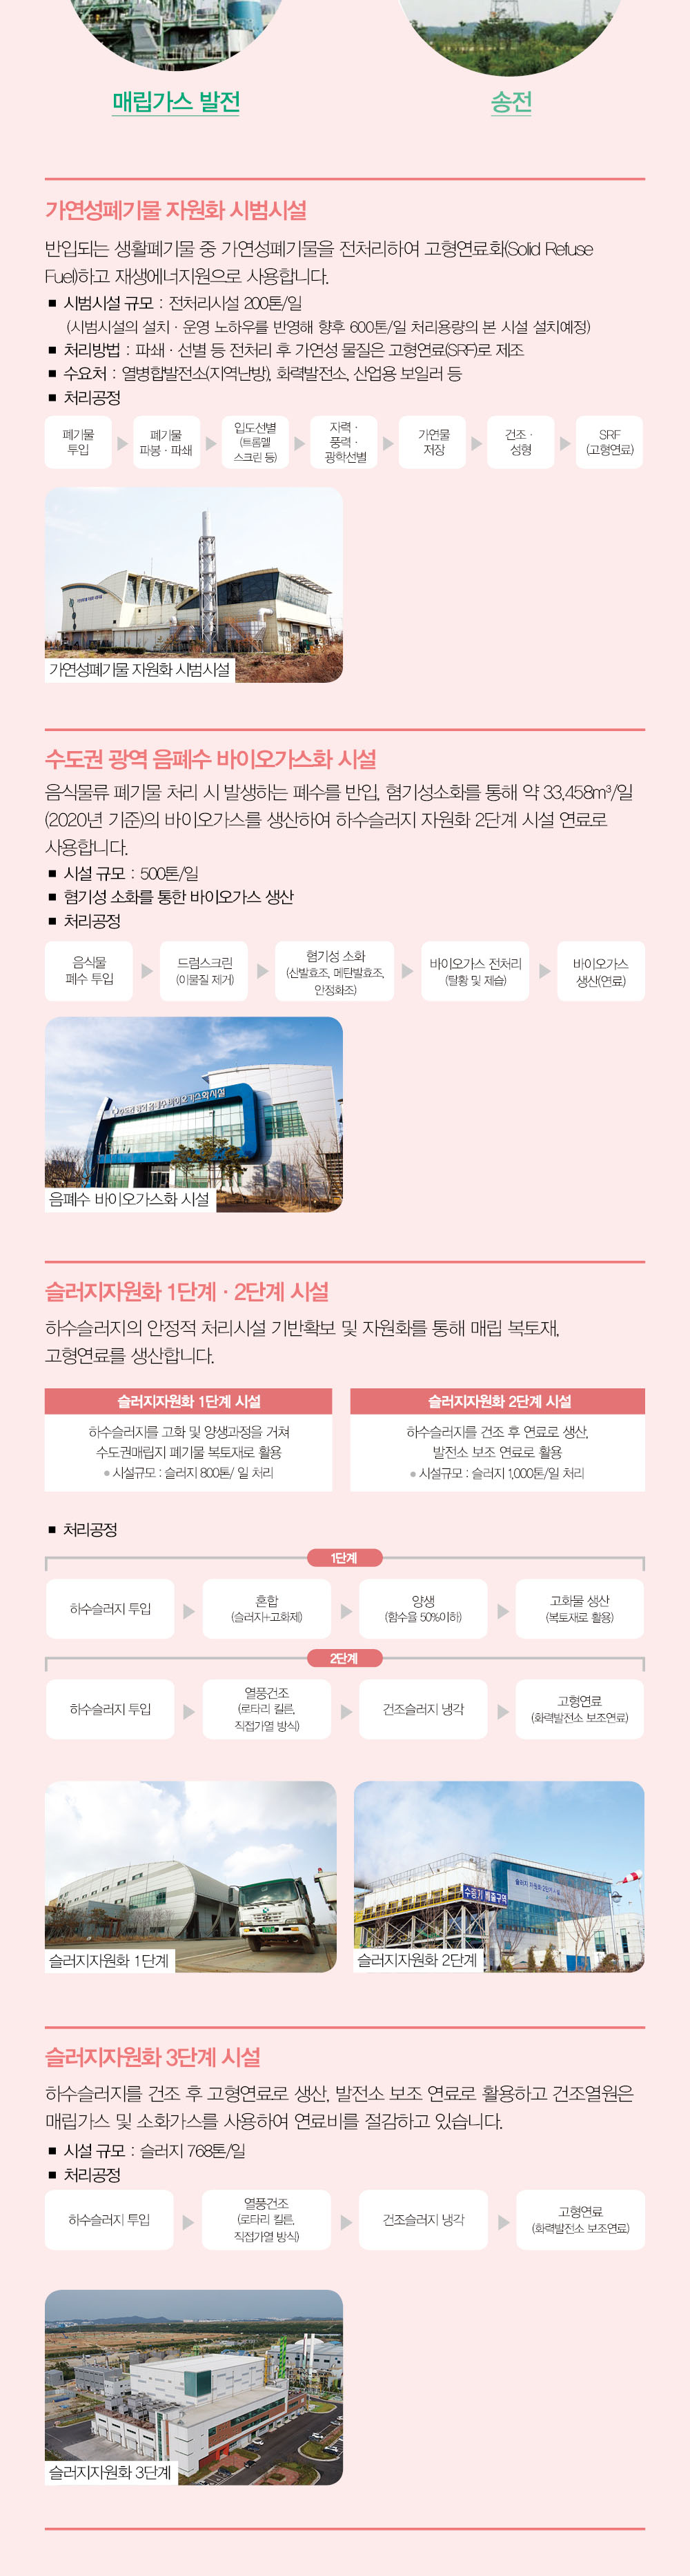 매립가스 발전
송전
가연성폐기물 자원화 시범시설
반입되는 생활폐기물 중 가연성폐기물을 전처리하여 고형연료화(Solid Refuse
Fuel)하고 재생에너지원으로 사용합니다.
■ 시범시설 규모 : 전처리시설 200톤/일
(시범시설의 설치 · 운영 노하우를 반영해 향후 600톤/일 처리용량의 본 시설 설치예정)
■ 처리방법 : 파쇄 · 선별 등 전처리 후 가연성 물질은 고형연료(SRF)로 제조
■ 수요처 : 열병합발전소(지역난방), 화력발전소, 산업용 보일러 등
■ 처리공정
폐기물
투입
폐기물
파봉 · 파쇄
입도선별
(트롬멜
스크린 등)
자력 ·
풍력 ·
광학선별
가연물
저장
건조 ·
성형
SRF
(고형연료)
가연성폐기물 자원화 시범시설
수도권 광역 음폐수 바이오가스화 시설
음식물류 폐기물 처리 시 발생하는 폐수를 반입, 혐기성소화를 통해 약 33,458m³/일
(2020년 기준)의 바이오가스를 생산하여 하수슬러지 자원화 2단계 시설 연료로
사용합니다.
■ 시설 규모 : 500톤/일
■ 혐기성 소화를 통한 바이오가스 생산
■ 처리공정
음식물
폐수 투입
드럼스크린
(이물질 제거)
혐기성 소화
(산발효조, 메탄발효조,
안정화조)
바이오가스 전처리
(탈황 및 제습)
바이오가스
생산(연료)
수도권 광역 음폐수 바이오가스화시설
음폐수 바이오가스화 시설
슬러지자원화 1단계 · 2단계 시설
하수슬러지의 안정적 처리시설 기반확보 및 자원화를 통해 매립 복토재,
고형연료를 생산합니다.
슬러지자원화 1단계 시설
하수슬러지를 고화 및 양생과정을 거쳐
수도권매립지 폐기물 복토재로 활용
● 시설규모 : 슬러지 800톤/ 일 처리
슬러지자원화 2단계 시설
하수슬러지를 건조 후 연료로 생산,
발전소 보조 연료로 활용
● 시설규모 : 슬러지 1,000톤/일 처리
■ 처리공정
1단계
하수슬러지 투입
혼합
(슬러지+고화제)
양생
(함수율 50%이하)
고화물 생산
(복토재로 활용)
2단계
하수슬러지 투입
열풍건조
(로타리 킬른,
직접가열 방식)
건조슬러지 냉각
고형연료
(화력발전소 보조연료)
슬러지자원화 1단계
슬러지 자원화 2단계시설
수증기 배출구역
슬러지자원화 2단계
슬러지자원화 3단계 시설
하수슬러지를 건조 후 고형연료로 생산, 발전소 보조 연료로 활용하고 건조열원은
매립가스 및 소화가스를 사용하여 연료비를 절감하고 있습니다.
■ 시설 규모 : 슬러지 768톤/일
■ 처리공정
하수슬러지 투입
열풍건조
(로타리 킬른,
직접가열 방식)
건조슬러지 냉각
고형연료
(화력발전소 보조연료)
슬러지자원화 3단계